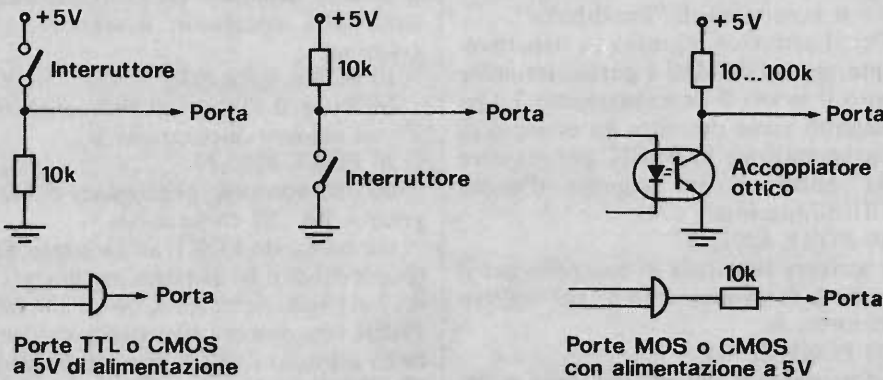 +5V
Interruttore
Porta
10k
+5V
10k
Porta
Interruttore
+5V
10...100k
Porta
Accoppiatore
ottico
Porta
Porte TTL o CMOS
a 5V di alimentazione
10k
Porta
Porte MOS o CMOS
con alimentazione a 5V